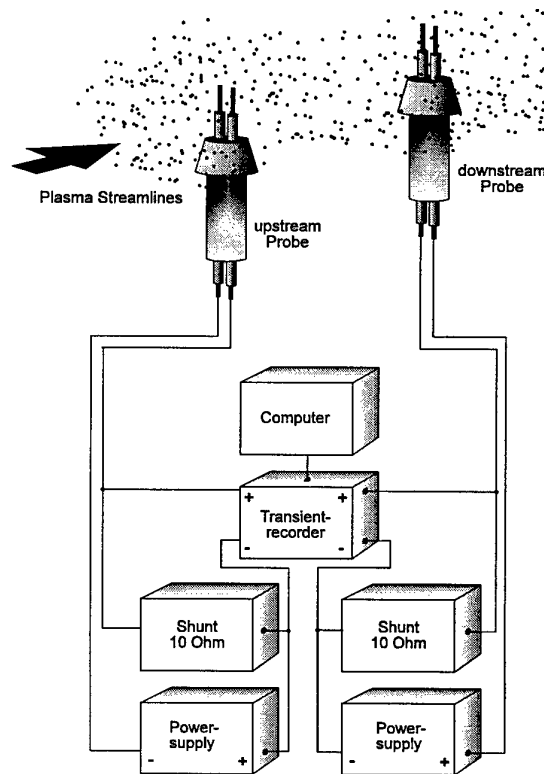 downstream
Probe
Plasma Streamlines
upstream
Probe
Computer
+ +
Transient-
recorder
- -
Shunt
10 Ohm
Shunt
10 Ohm
Power-
supply
- +
Power-
supply
- +